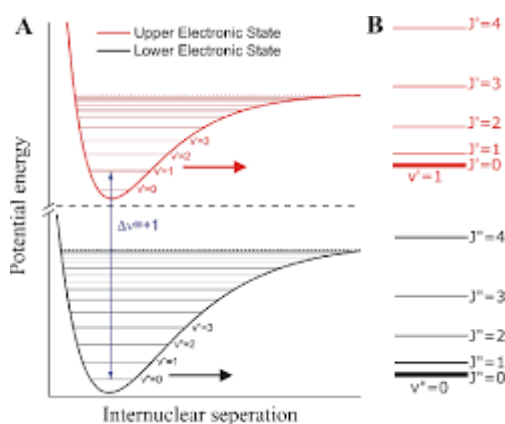 A
Upper Electronic State
Lower Electronic State
B
Potential energy
v'=3
v'=2
v'=1
v'=0
Δv=+1
v"=3
v"=2
v"=1
v"=0
Internuclear seperation
J'=4
J'=3
J'=2
J'=1
J'=0
v'=1
J"=4
J"=3
J"=2
J"=1
J"=0
v"=0